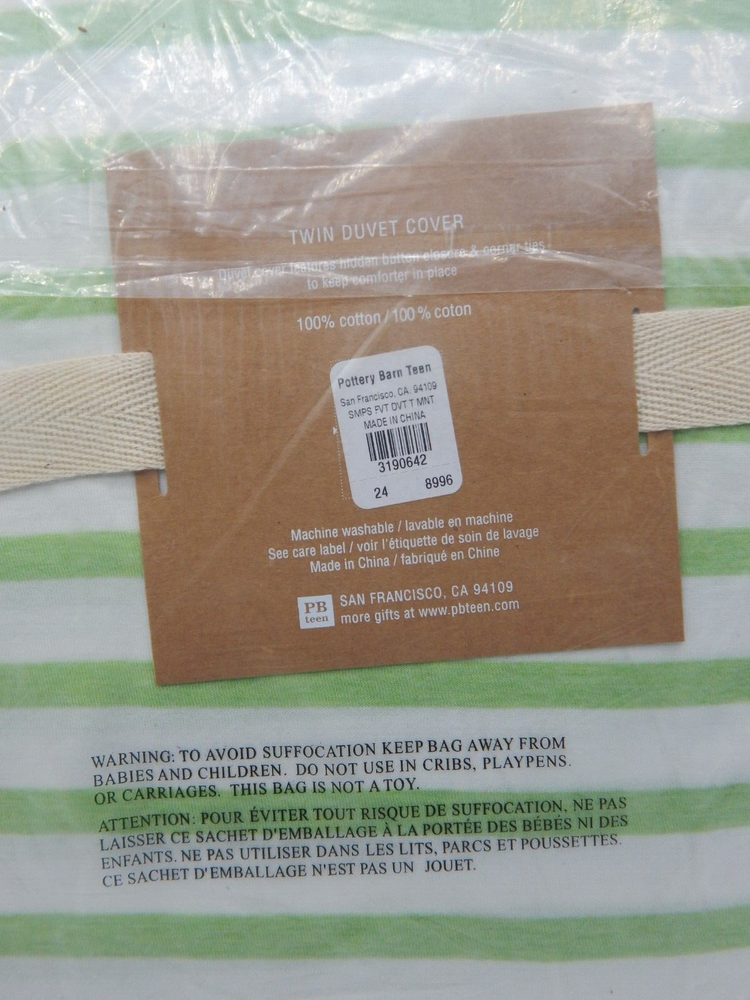 TWIN DUVET COVER
Duvet cover features hidden button closure & corner ties
to keep comforter in place
100% cotton / 100 % coton
Pottery Barn Teen
San Francisco, CA. 94109
SMPS FVT DVT T MNT
MADE IN CHINA
3190642
24 8996
Machine washable / lavable en machine
See care label / voir l'étiquette de soin de lavage
Made in China / fabriqué en Chine
PB
teen
SAN FRANCISCO, CA 94109
more gifts at www.pbteen.com
WARNING: TO AVOID SUFFOCATION KEEP BAG AWAY FROM
BABIES AND CHILDREN. DO NOT USE IN CRIBS, PLAYPENS.
OR CARRIAGES. THIS BAG IS NOT A TOY.
ATTENTION: POUR ÉVITER TOUT RISQUE DE SUFFOCATION, NE PAS
LAISSER CE SACHET D'EMBALLAGE À LA PORTÉE DES BÉBÉS NI DES
ENFANTS. NE PAS UTILISER DANS LES LITS, PARCS ET POUSSETTES.
CE SACHET D'EMBALLAGE N'EST PAS UN JOUET.